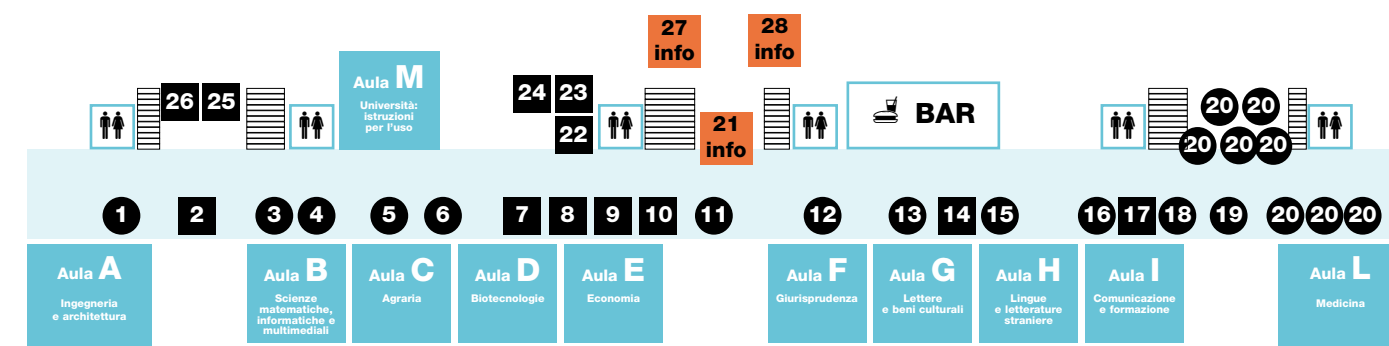 27
info
28
info
Aula M
Università:
istruzioni
per l'uso
26 25
24 23
22
21
info
BAR
20 20
20 20 20
1 2 3 4 5 6 7 8 9 10 11 12 13 14 15 16 17 18 19 20 20 20
Aula A
Ingegneria
e architettura
Aula B
Scienze
matematiche,
informatiche e
multimediali
Aula C
Agraria
Aula D
Biotecnologie
Aula E
Economia
Aula F
Giurisprudenza
Aula G
Lettere
e beni culturali
Aula H
Lingue
e letterature
straniere
Aula I
Comunicazione
e formazione
Aula L
Medicina